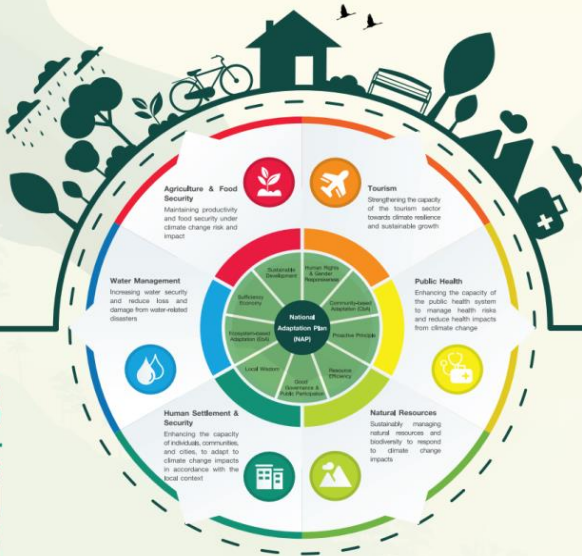 Agriculture & Food
Security
Maintaining productivity
and food security under
climate change risk and
impact
Tourism
Strengthening the capacity
of the tourism sector
towards climate resilience
and sustainable growth
Water Management
Increasing water security
and reduce loss and
damage from water-related
disasters
Public Health
Enhancing the capacity of
the public health system
to manage health risks
and reduce health impacts
from climate change
Sustainable
Development
Human Rights
& Gender
Responsiveness
Sufficiency
Economy
Community-based
Adaptation (CbA)
National
Adaptation Plan
(NAP)
Ecosystem-based
Adaptation (EbA)
Proactive Principle
Local Wisdom
Resource
Efficiency
Good
Governance &
Public Participation
Human Settlement &
Security
Enhancing the capacity
of individuals, communities,
and cities, to adapt to
climate change impacts
in accordance with the
local context
Natural Resources
Sustainably managing
natural resources and
biodiversity to respond
to climate change
impacts